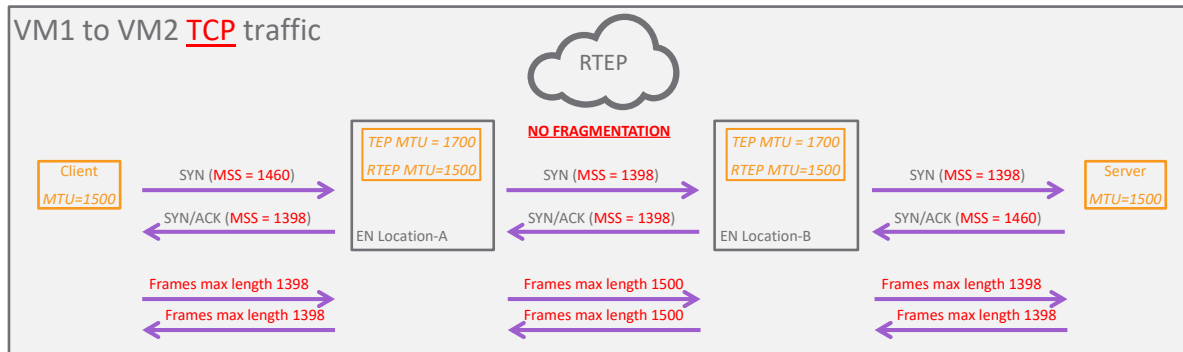 VM1 to VM2 TCP traffic
RTEP
NO FRAGMENTATION
TEP MTU = 1700
RTEP MTU=1500
TEP MTU = 1700
RTEP MTU=1500
Client
MTU=1500
SYN (MSS = 1460)
SYN (MSS = 1398)
SYN (MSS = 1398)
Server
MTU=1500
SYN/ACK (MSS = 1398)
EN Location-A
SYN/ACK (MSS = 1398)
EN Location-B
SYN/ACK (MSS = 1460)
Frames max length 1398
Frames max length 1500
Frames max length 1398
Frames max length 1398
Frames max length 1500
Frames max length 1398